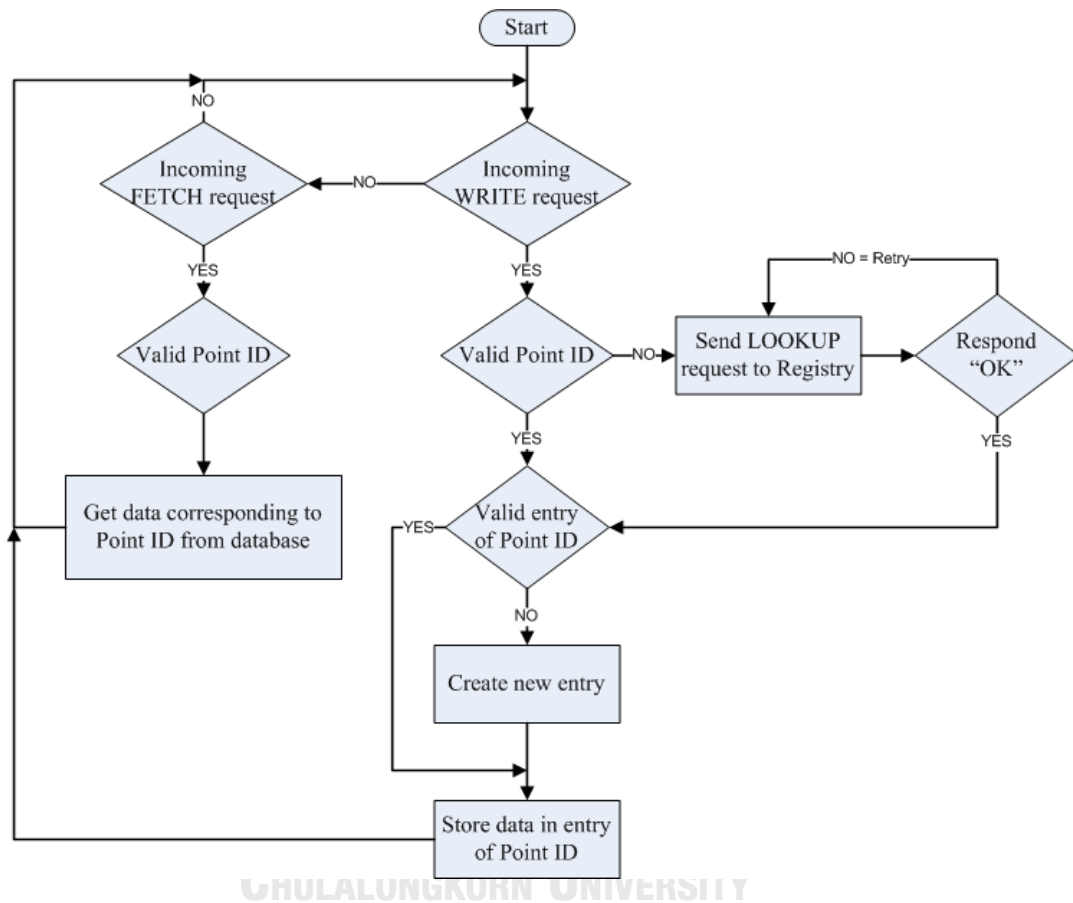 Start
NO
Incoming
FETCH request
NO
Incoming
WRITE request
YES
YES
NO = Retry
Valid Point ID
Valid Point ID
NO
Send LOOKUP
request to Registry
Respond
“OK”
YES
YES
Get data corresponding to
Point ID from database
YES
Valid entry
of Point ID
NO
Create new entry
Store data in entry
of Point ID
CHULALONGKORN UNIVERSITY